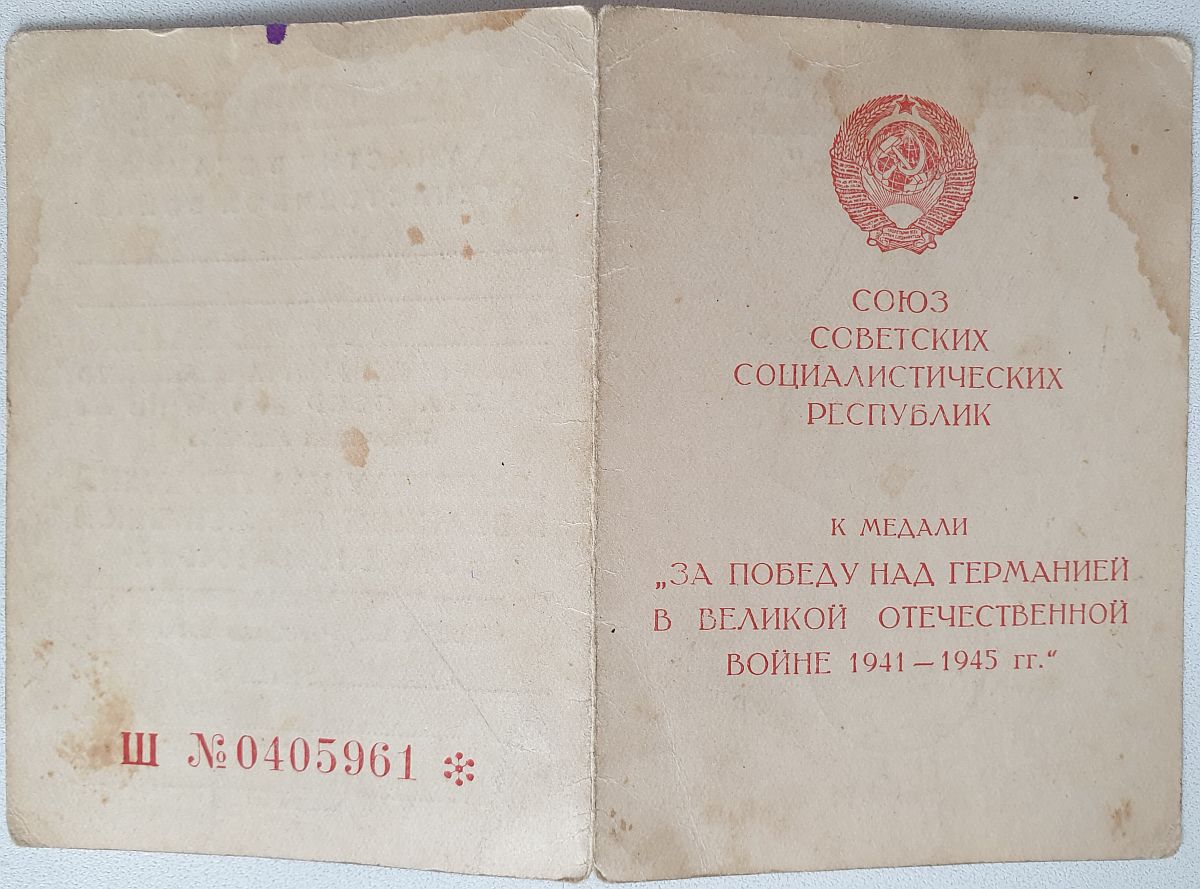 Ш №0405961
СОЮЗ
СОВЕТСКИХ
СОЦИАЛИСТИЧЕСКИХ
РЕСПУБЛИК
К МЕДАЛИ
„ЗА ПОБЕДУ НАД ГЕРМАНИЕЙ
В ВЕЛИКОЙ ОТЕЧЕСТВЕННОЙ
ВОЙНЕ 1941—1945 гг.“